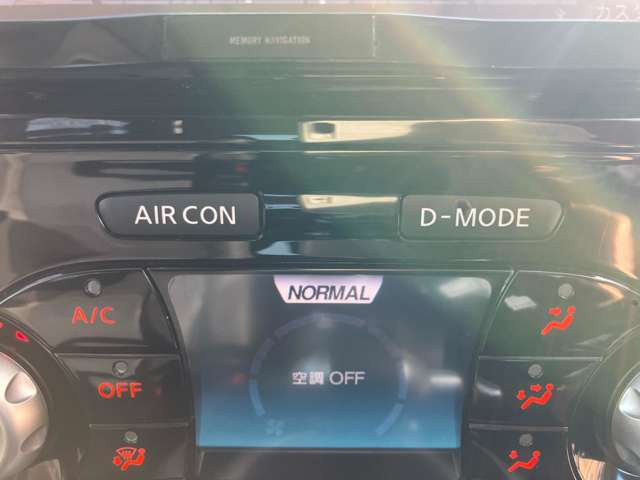 MEMORY NAVIGATION
AIR CON
D-MODE
NORMAL
A/C
空調 OFF
OFF